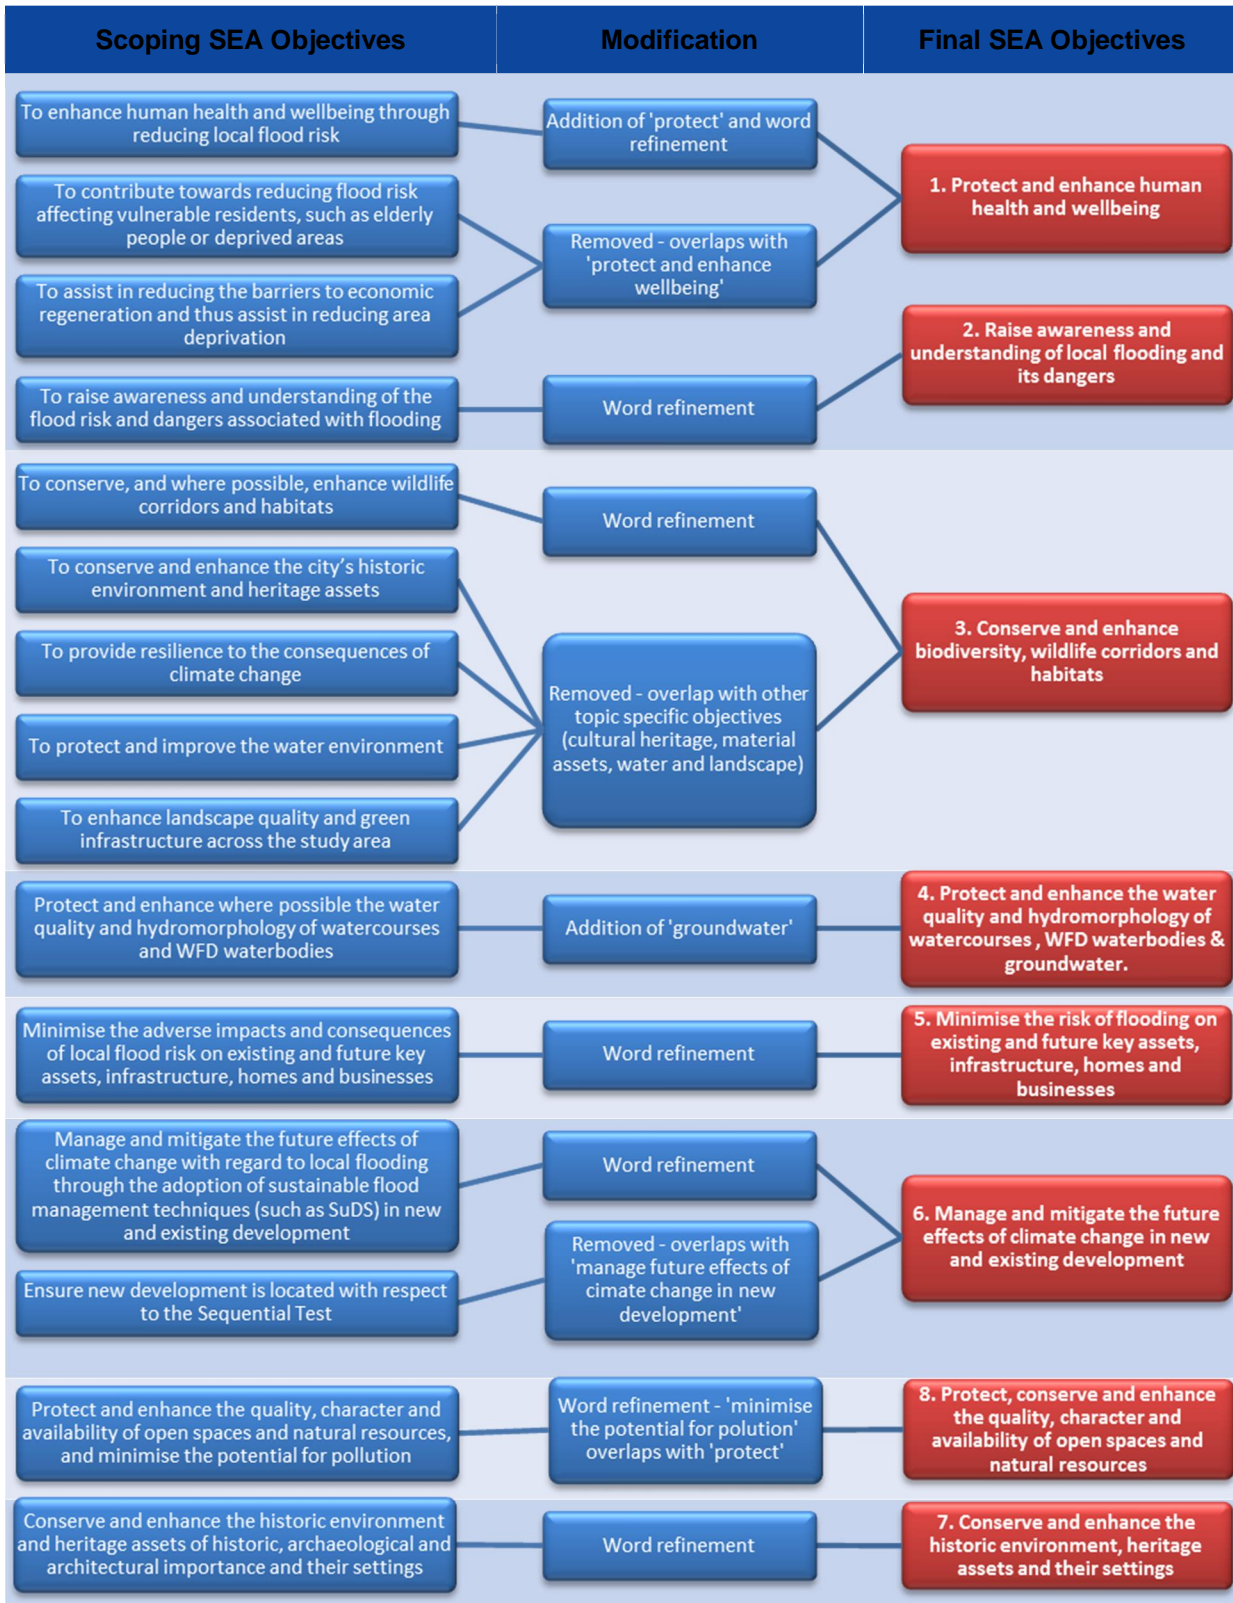 Scoping SEA Objectives
Modification
Final SEA Objectives
To enhance human health and wellbeing through
reducing local flood risk
Addition of 'protect' and word
refinement
1. Protect and enhance human
health and wellbeing
To contribute towards reducing flood risk
affecting vulnerable residents, such as elderly
people or deprived areas
Removed - overlaps with
'protect and enhance
wellbeing'
To assist in reducing the barriers to economic
regeneration and thus assist in reducing area
deprivation
2. Raise awareness and
understanding of local flooding and
its dangers
To raise awareness and understanding of the
flood risk and dangers associated with flooding
Word refinement
To conserve, and where possible, enhance wildlife
corridors and habitats
Word refinement
To conserve and enhance the city's historic
environment and heritage assets
3. Conserve and enhance
biodiversity, wildlife corridors and
habitats
To provide resilience to the consequences of
climate change
Removed - overlap with other
topic specific objectives
(cultural heritage, material
assets, water and landscape)
To protect and improve the water environment
To enhance landscape quality and green
infrastructure across the study area
Protect and enhance where possible the water
quality and hydromorphology of watercourses
and WFD waterbodies
Addition of 'groundwater'
4. Protect and enhance the water
quality and hydromorphology of
watercourses , WFD waterbodies &
groundwater.
Minimise the adverse impacts and consequences
of local flood risk on existing and future key
assets, infrastructure, homes and businesses
Word refinement
5. Minimise the risk of flooding on
existing and future key assets,
infrastructure, homes and
businesses
Manage and mitigate the future effects of
climate change with regard to local flooding
through the adoption of sustainable flood
management techniques (such as SuDS) in new
and existing development
Word refinement
6. Manage and mitigate the future
effects of climate change in new
and existing development
Ensure new development is located with respect
to the Sequential Test
Removed - overlaps with
'manage future effects of
cimate change in new
development'
Protect and enhance the quality, character and
availability of open spaces and natural resources,
and minimise the potential for pollution
Word refinement - 'minimise
the potential for polution'
overlaps with 'protect'
8. Protect, conserve and enhance
the quality, character and
availability of open spaces and
natural resources
Conserve and enhance the historic environment
and heritage assets of historic, archaeological and
architectural importance and their settings
Word refinement
7. Conserve and enhance the
historic environment, heritage
assets and their settings